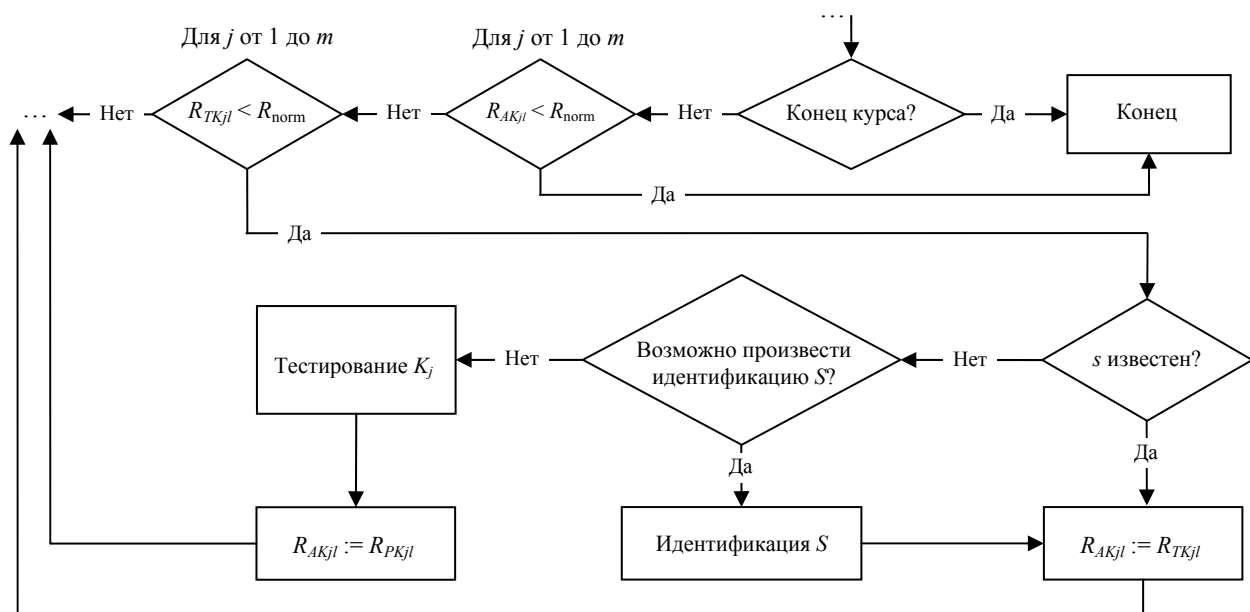 ...
Для j от 1 до m
Для j от 1 до m
... Нет R_TKjl < R_norm Нет R_AKjl < R_norm Нет Конец курса? Да Конец
Да
Да
Тестирование K_j
Нет
Возможно произвести
идентификацию S?
Нет
s известен?
Да
Да
R_AKjl := R_PKjl
Идентификация S
R_AKjl := R_TKjl